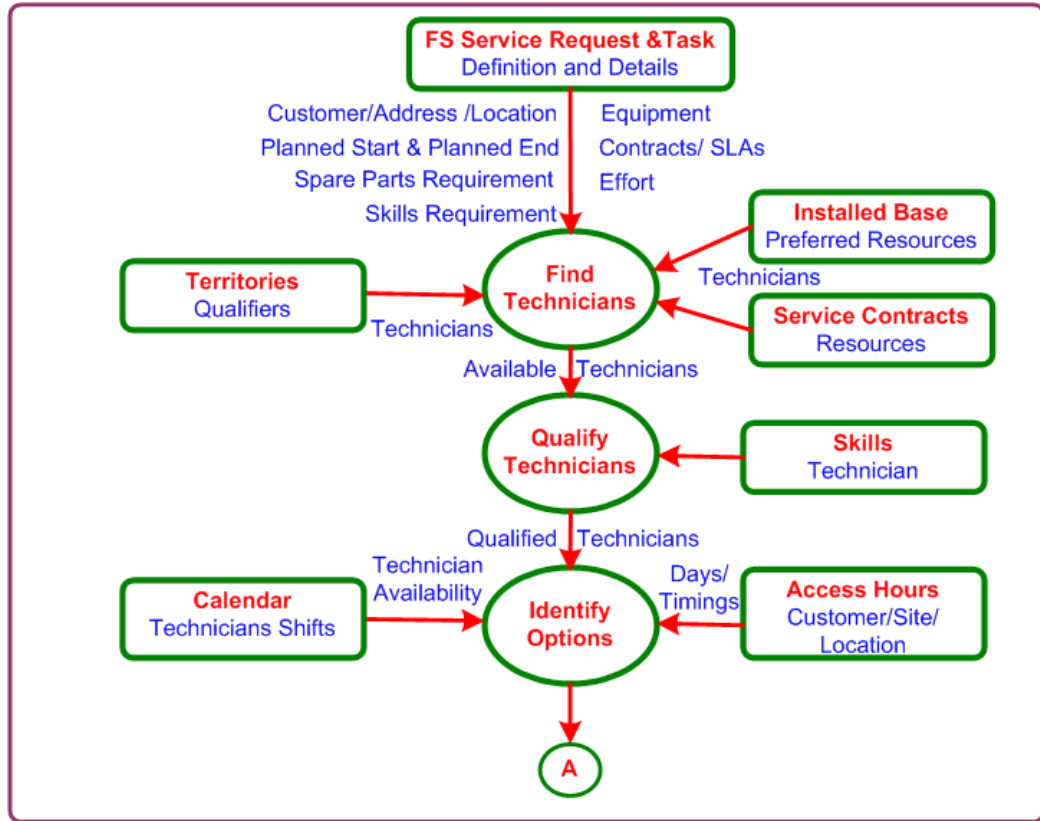 FS Service Request &Task
Definition and Details
Customer/Address /Location
Equipment
Planned Start & Planned End
Contracts/ SLAs
Spare Parts Requirement
Effort
Skills Requirement
Installed Base
Preferred Resources
Territories
Qualifiers
Find
Technicians
Technicians
Technicians
Service Contracts
Resources
Available Technicians
Qualify
Technicians
Skills
Technician
Qualified Technicians
Technician
Availability
Days/
Timings
Calendar
Technicians Shifts
Identify
Options
Access Hours
Customer/Site/
Location
A